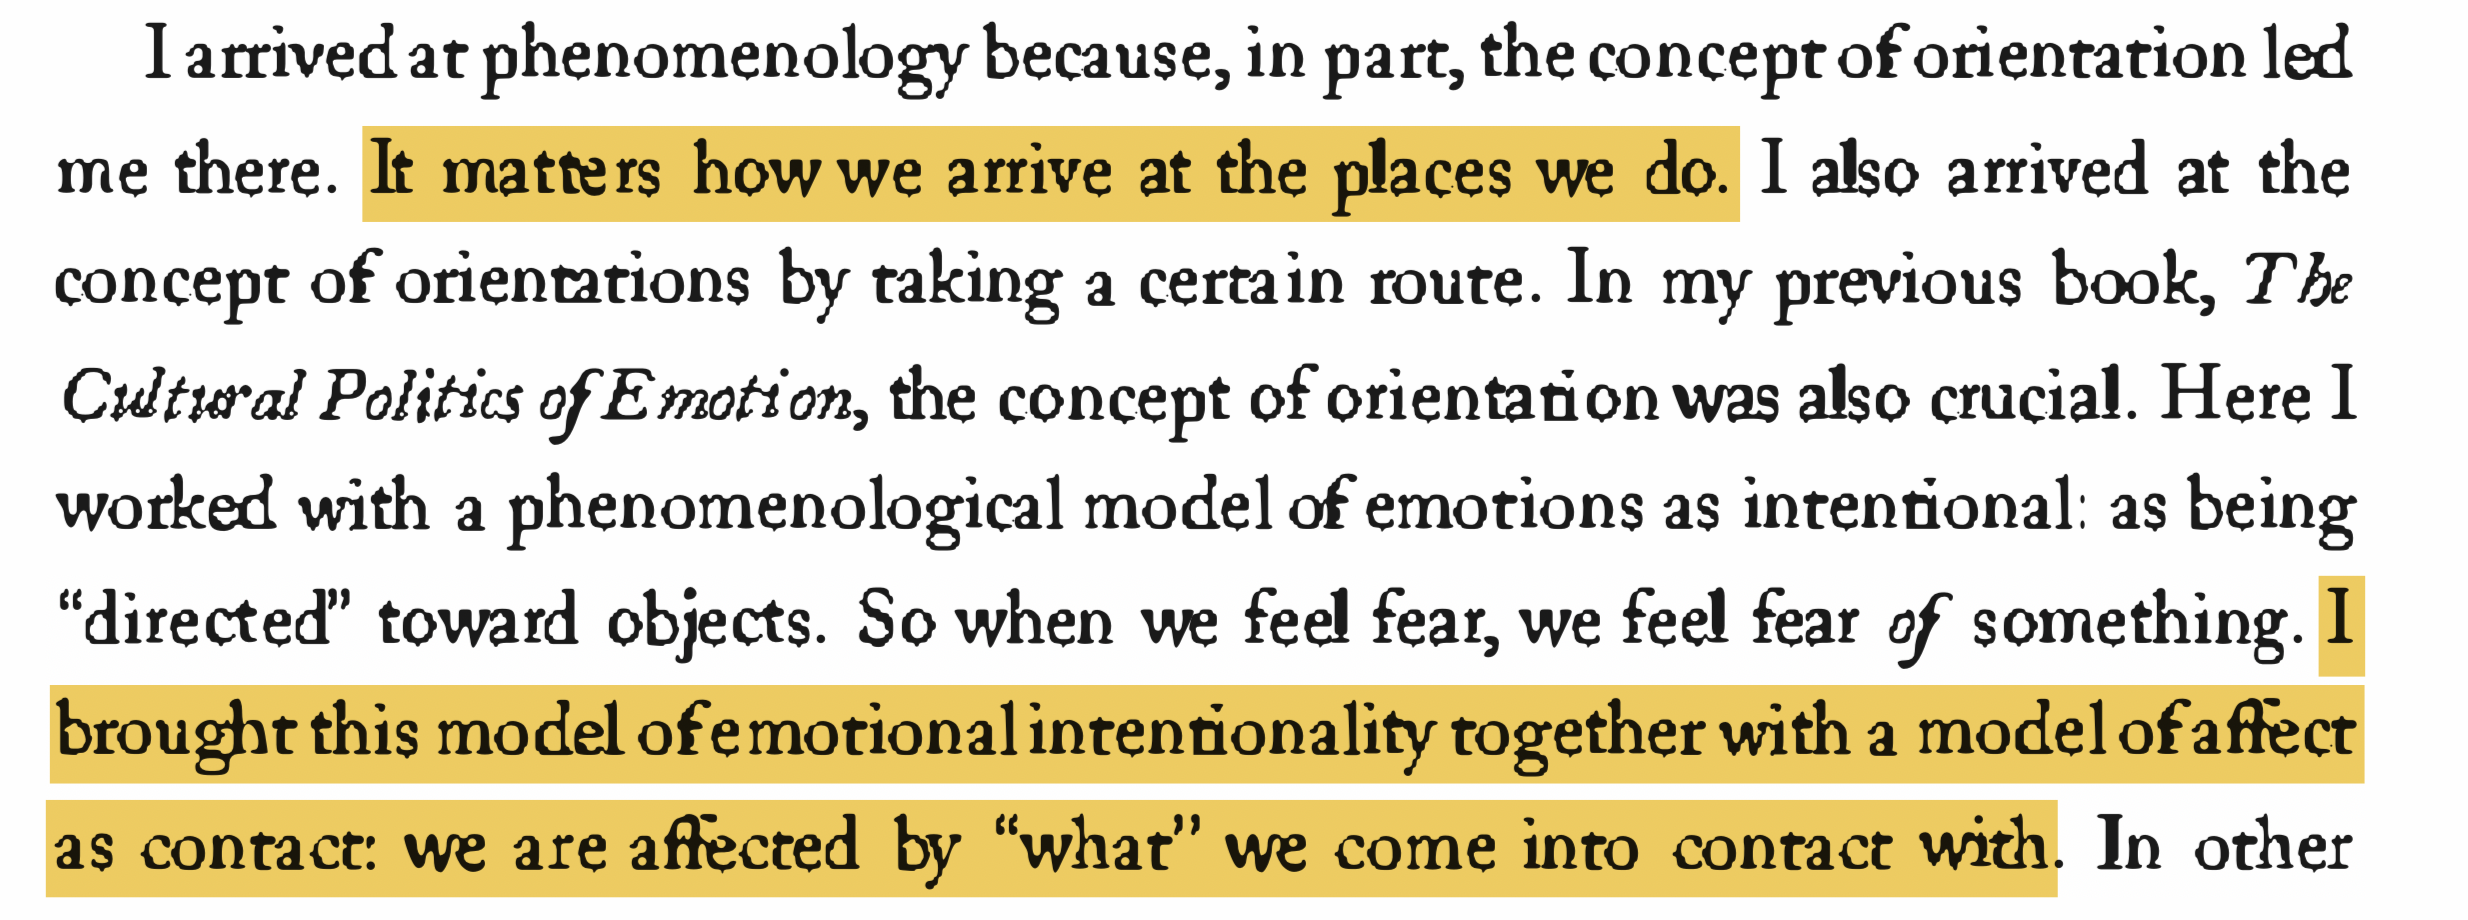 I arrived at phenomenology because, in part, the concept of orientation led
me there. It matters how we arrive at the places we do. I also arrived at the
concept of orientations by taking a certain route. In my previous book, The
Cultural Politics of Emotion, the concept of orientation was also crucial. Here I
worked with a phenomenological model of emotions as intentional: as being
“directed” toward objects. So when we feel fear, we feel fear of something. I
brought this model of emotional intentionality together with a model of affect
as contact: we are affected by “what” we come into contact with. In other